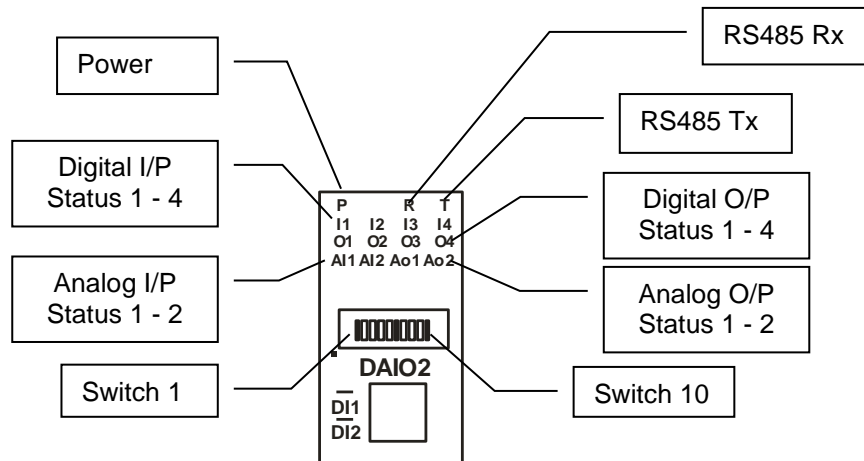 RS485 Rx
Power
RS485 Tx
Digital I/P
Status 1 - 4
Digital O/P
Status 1 - 4
P R T
I1 I2 I3 I4
O1 O2 O3 O4
AI1 AI2 Ao1 Ao2
Analog I/P
Status 1 - 2
Analog O/P
Status 1 - 2
Switch 1
DAIO2
Switch 10
DI1
DI2